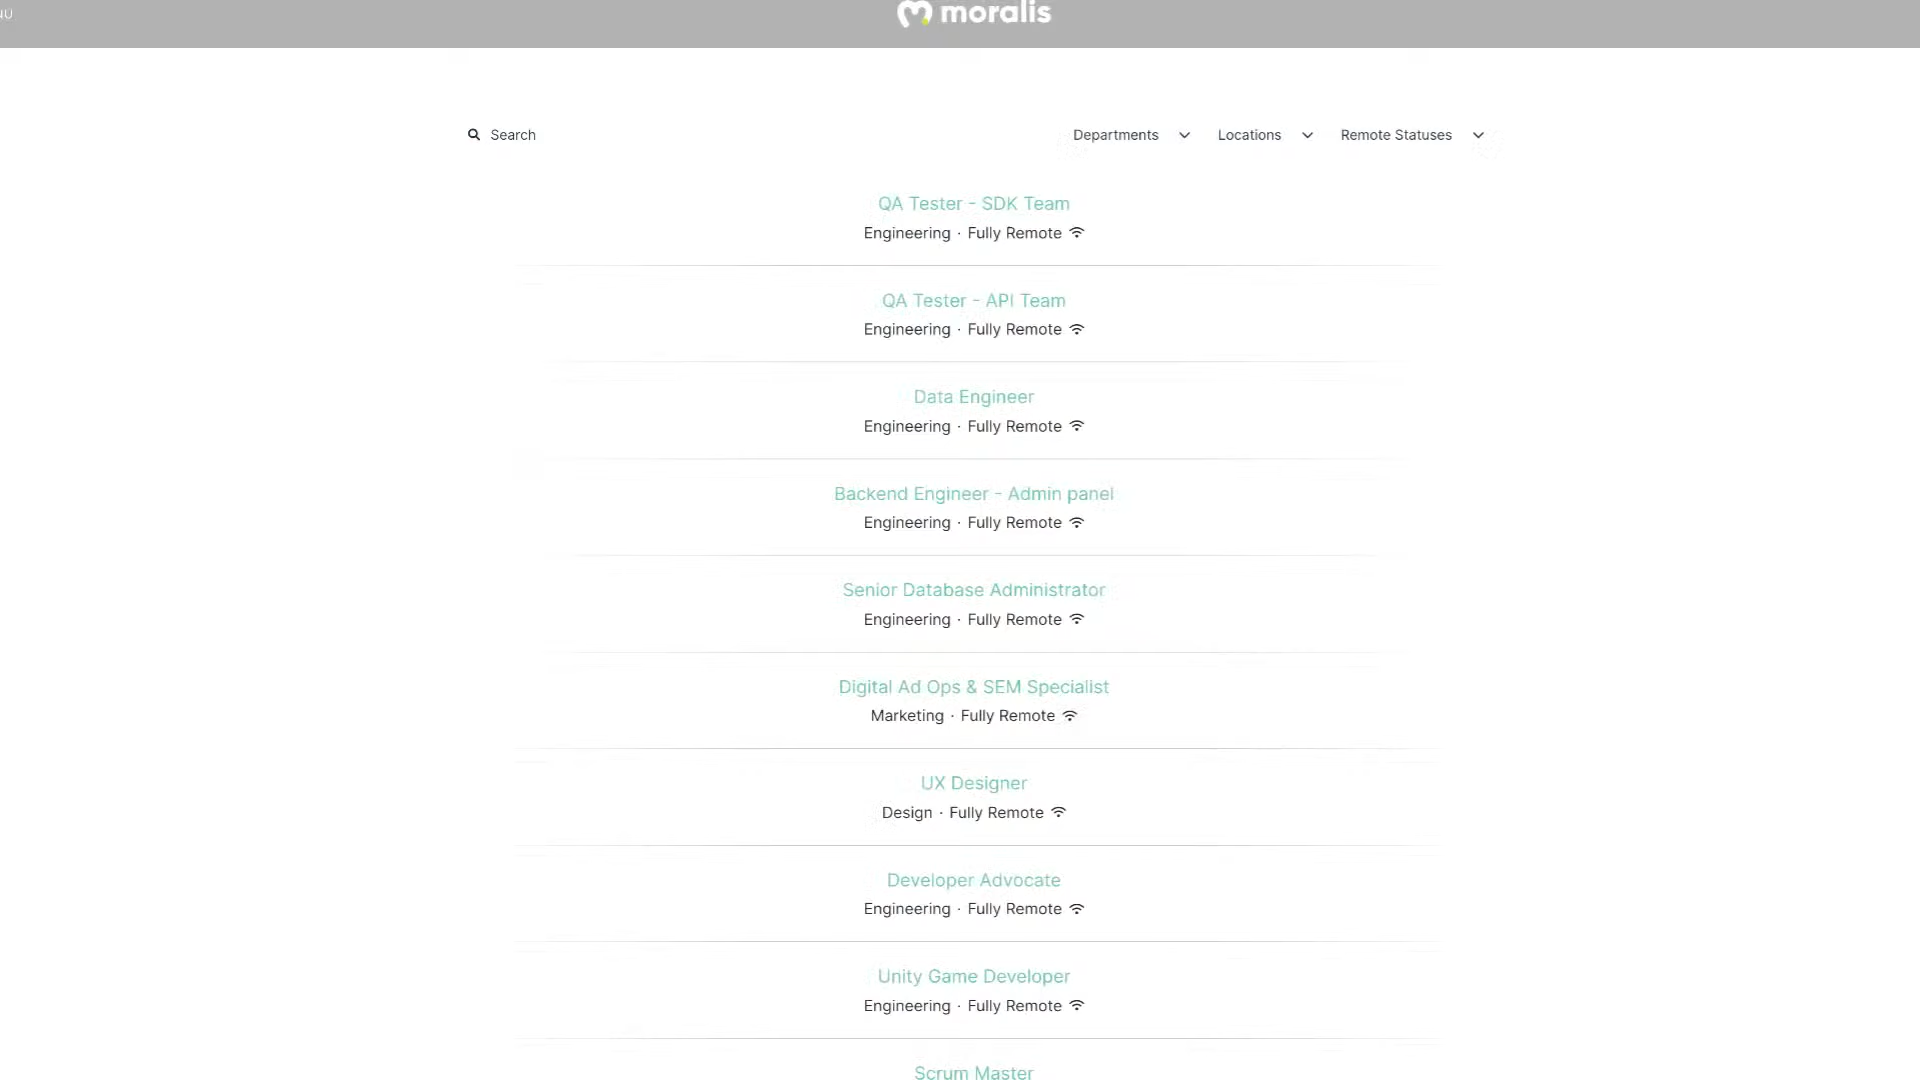 NU
moralis
Search
Departments
Locations
Remote Statuses
QA Tester - SDK Team
Engineering · Fully Remote
QA Tester - API Team
Engineering · Fully Remote
Data Engineer
Engineering · Fully Remote
Backend Engineer - Admin panel
Engineering · Fully Remote
Senior Database Administrator
Engineering · Fully Remote
Digital Ad Ops & SEM Specialist
Marketing · Fully Remote
UX Designer
Design · Fully Remote
Developer Advocate
Engineering · Fully Remote
Unity Game Developer
Engineering · Fully Remote
Scrum Master